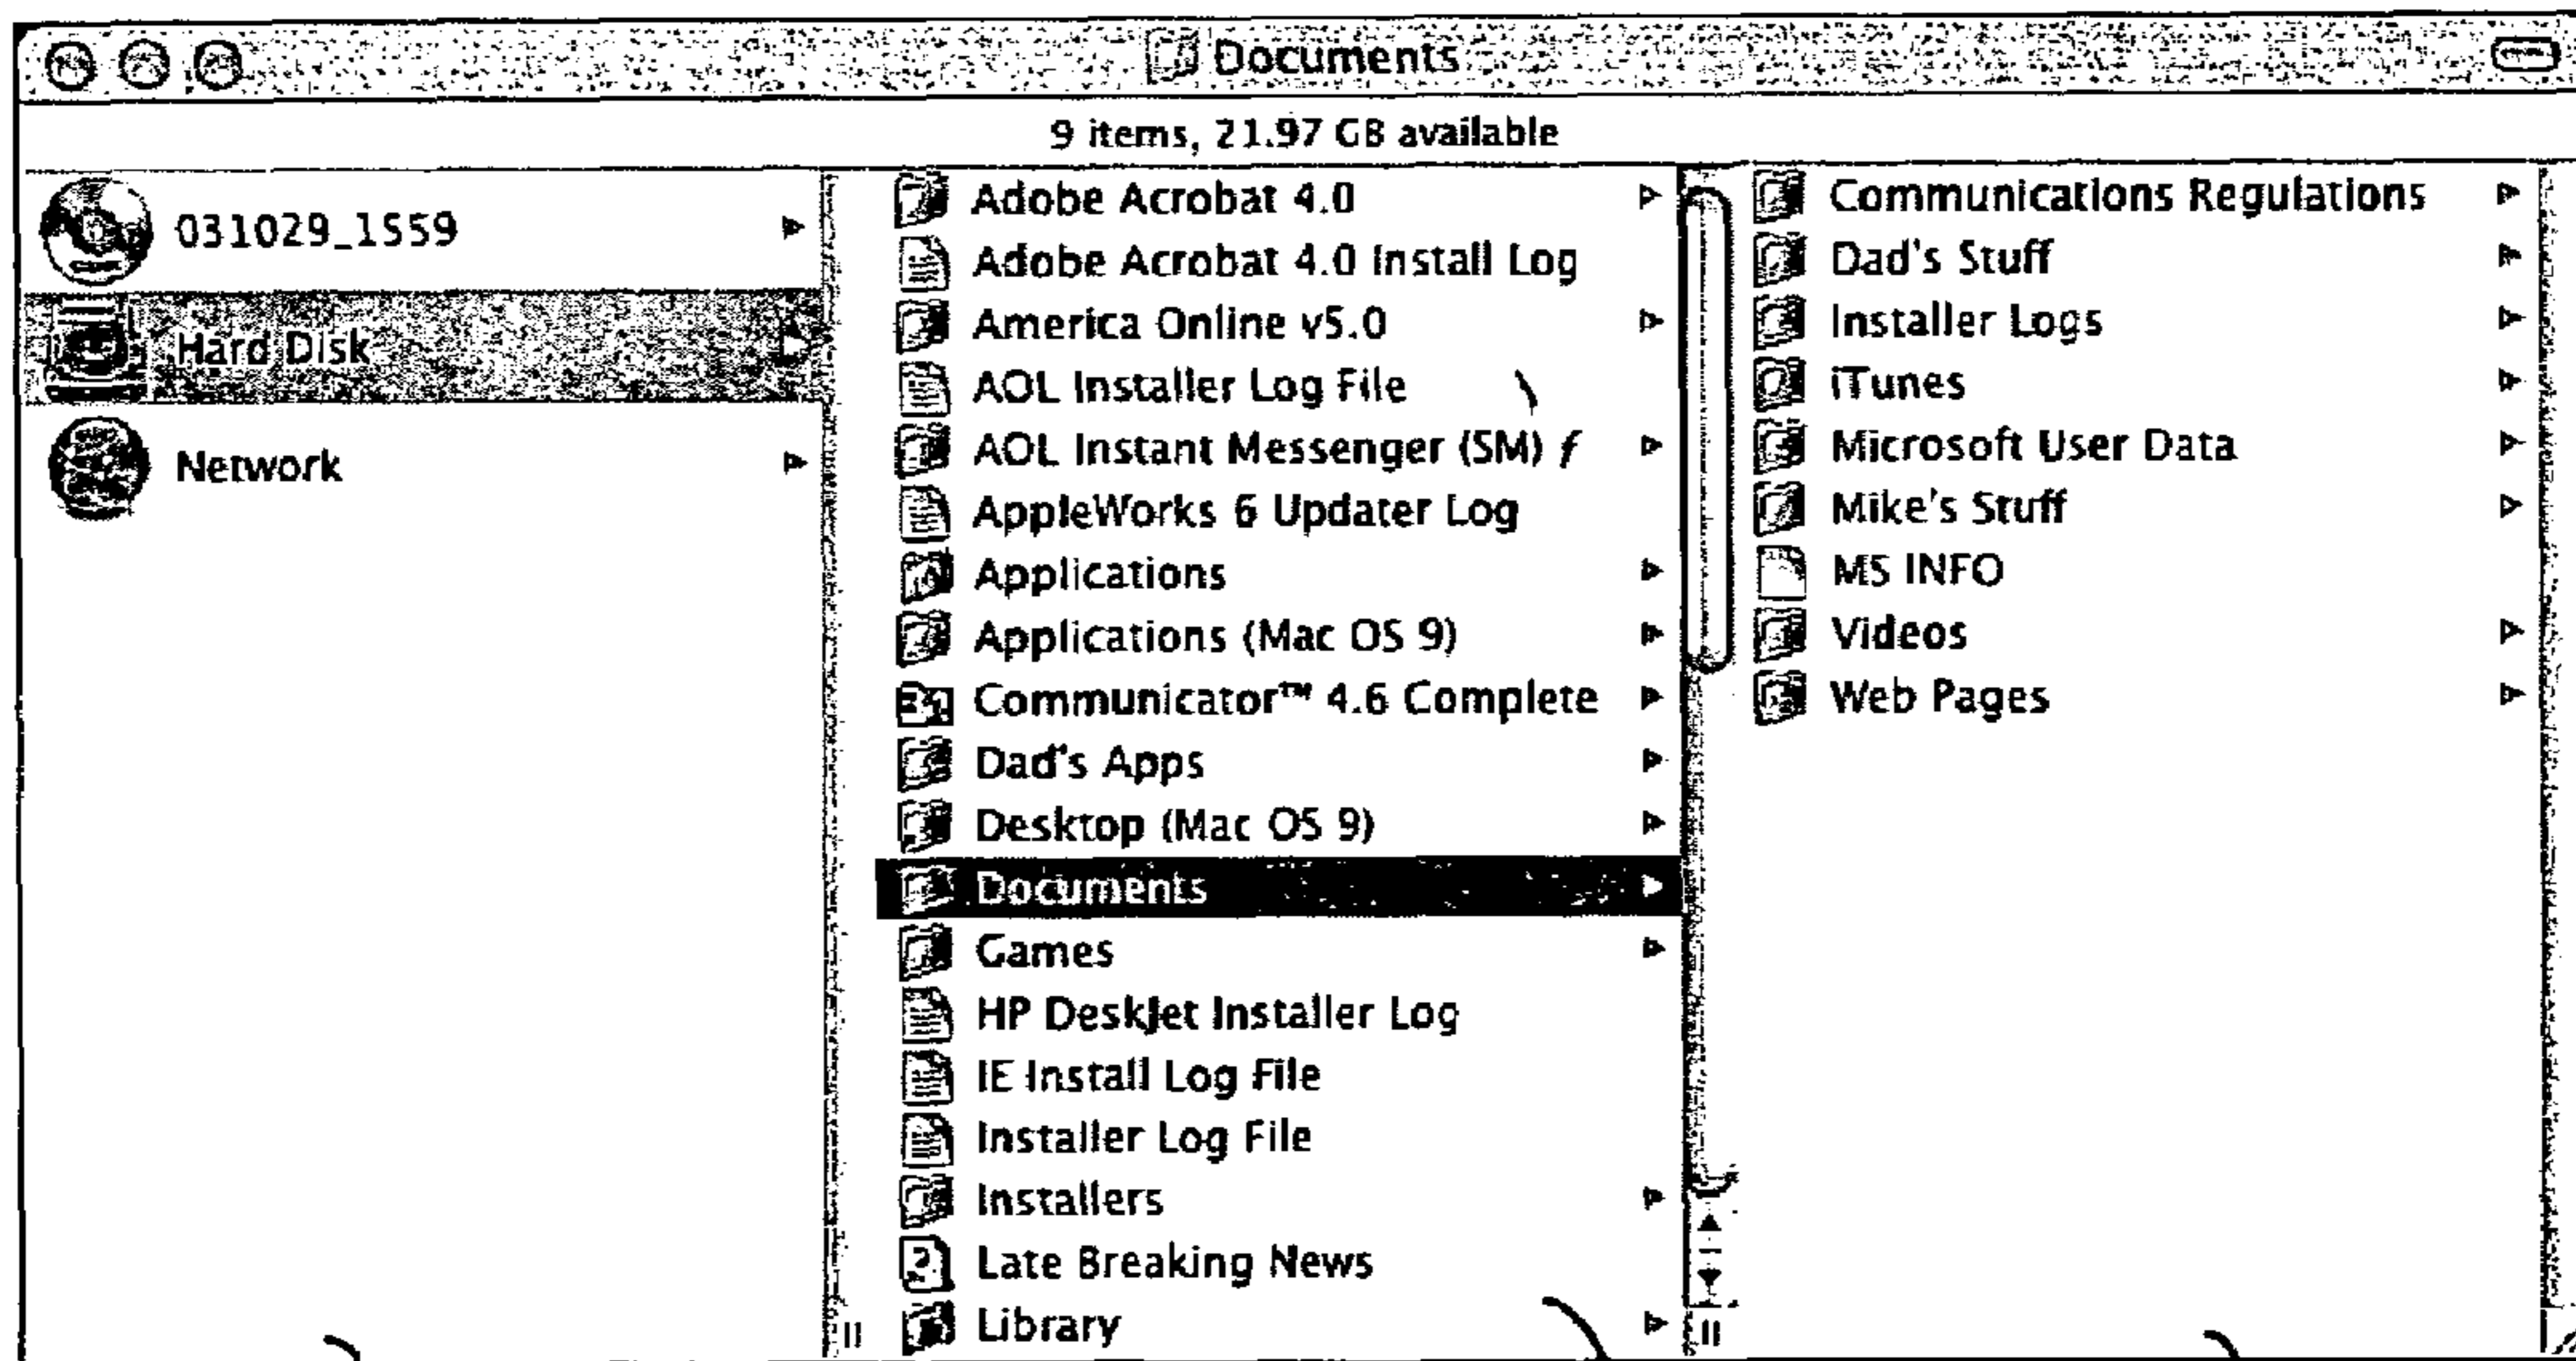 Documents
9 items, 21.97 GB available
031029_1559
Hard Disk
Network
Adobe Acrobat 4.0
Adobe Acrobat 4.0 Install Log
America Online v5.0
AOL Installer Log File
AOL Instant Messenger (SM) ƒ
AppleWorks 6 Updater Log
Applications
Applications (Mac OS 9)
Communicator™ 4.6 Complete
Dad's Apps
Desktop (Mac OS 9)
Documents
Games
HP DeskJet Installer Log
IE Install Log File
Installer Log File
Installers
Late Breaking News
Library
Communications Regulations
Dad's Stuff
Installer Logs
iTunes
Microsoft User Data
Mike's Stuff
MS INFO
Videos
Web Pages